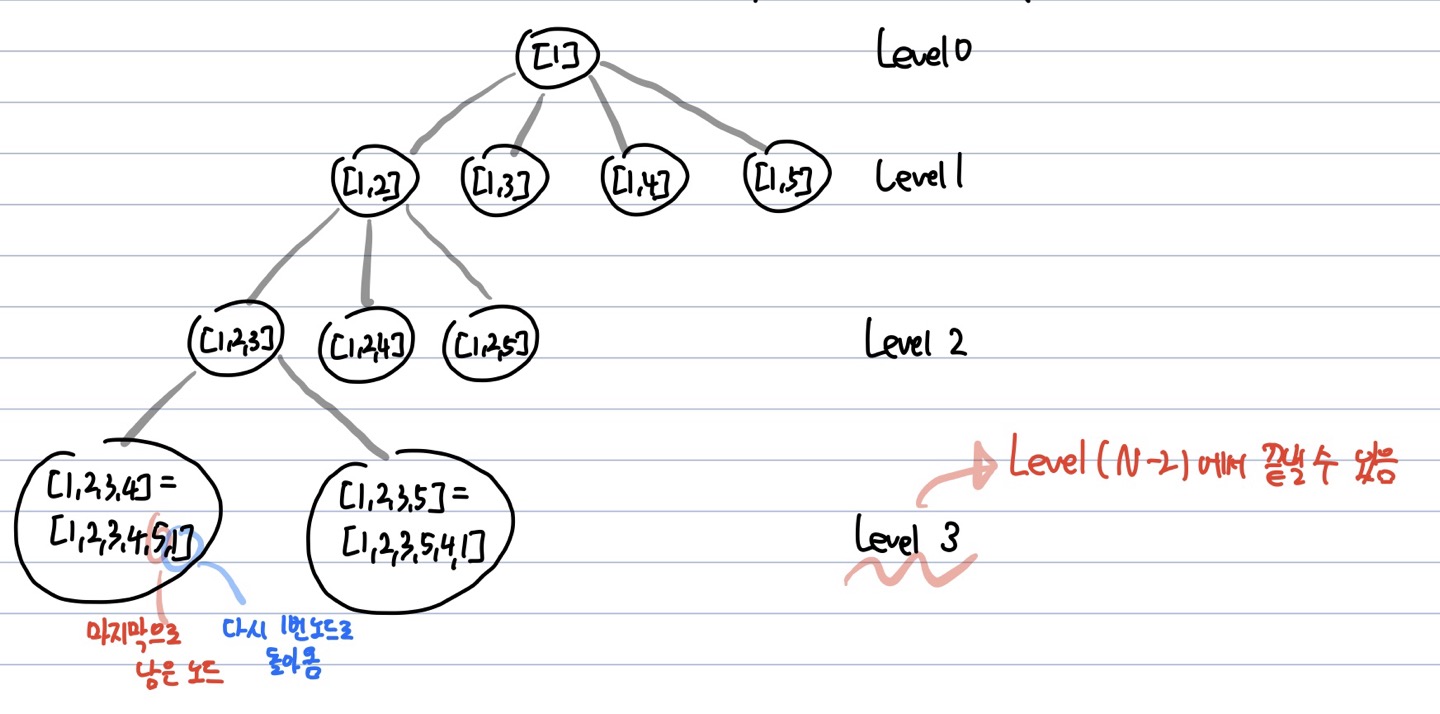 [1] Level 0
[1,2] [1,3] [1,4] [1,5] Level 1
[1,2,3] [1,2,4] [1,2,5] Level 2
Level (N-2) 에서 끝낼 수 있음
[1,2,3,4] =
[1,2,3,4,5,1]
[1,2,3,5] =
[1,2,3,5,4,1]
Level 3
마지막으로
남은 노드
다시 1번 노드로
돌아옴